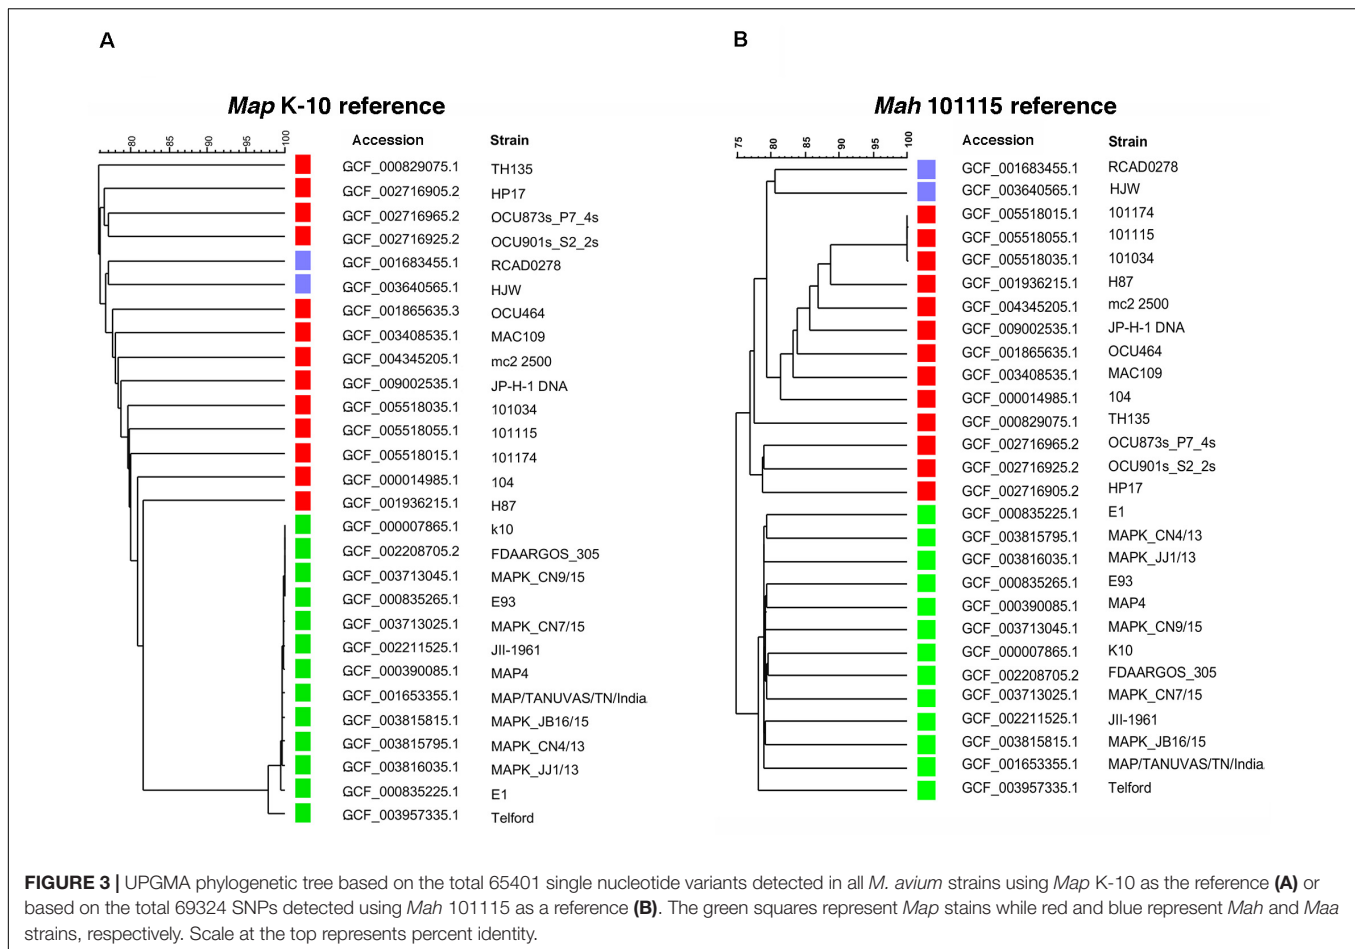 A
Map K-10 reference
80 85 90 95 100
Accession Strain
GCF_000829075.1 TH135
GCF_002716905.2 HP17
GCF_002716965.2 OCU873s_P7_4s
GCF_002716925.2 OCU901s_S2_2s
GCF_001683455.1 RCAD0278
GCF_003640565.1 HJW
GCF_001865635.3 OCU464
GCF_003408535.1 MAC109
GCF_004345205.1 mc2 2500
GCF_009002535.1 JP-H-1 DNA
GCF_005518035.1 101034
GCF_005518055.1 101115
GCF_005518015.1 101174
GCF_000014985.1 104
GCF_001936215.1 H87
GCF_000007865.1 k10
GCF_002208705.2 FDAARGOS_305
GCF_003713045.1 MAPK_CN9/15
GCF_000835265.1 E93
GCF_003713025.1 MAPK_CN7/15
GCF_002211525.1 JII-1961
GCF_000390085.1 MAP4
GCF_001653355.1 MAP/TANUVAS/TN/India
GCF_003815815.1 MAPK_JB16/15
GCF_003815795.1 MAPK_CN4/13
GCF_003816035.1 MAPK_JJ1/13
GCF_000835225.1 E1
GCF_003957335.1 Telford
B
Mah 101115 reference
75 80 85 90 95 100
Accession Strain
GCF_001683455.1 RCAD0278
GCF_003640565.1 HJW
GCF_005518015.1 101174
GCF_005518055.1 101115
GCF_005518035.1 101034
GCF_001936215.1 H87
GCF_004345205.1 mc2 2500
GCF_009002535.1 JP-H-1 DNA
GCF_001865635.1 OCU464
GCF_003408535.1 MAC109
GCF_000014985.1 104
GCF_000829075.1 TH135
GCF_002716965.2 OCU873s_P7_4s
GCF_002716925.2 OCU901s_S2_2s
GCF_002716905.2 HP17
GCF_000835225.1 E1
GCF_003815795.1 MAPK_CN4/13
GCF_003816035.1 MAPK_JJ1/13
GCF_000835265.1 E93
GCF_000390085.1 MAP4
GCF_003713045.1 MAPK_CN9/15
GCF_000007865.1 K10
GCF_002208705.2 FDAARGOS_305
GCF_003713025.1 MAPK_CN7/15
GCF_002211525.1 JII-1961
GCF_003815815.1 MAPK_JB16/15
GCF_001653355.1 MAP/TANUVAS/TN/India
GCF_003957335.1 Telford
FIGURE 3 | UPGMA phylogenetic tree based on the total 65401 single nucleotide variants detected in all M. avium strains using Map K-10 as the reference (A) or
based on the total 69324 SNPs detected using Mah 101115 as a reference (B). The green squares represent Map stains while red and blue represent Mah and Maa
strains, respectively. Scale at the top represents percent identity.